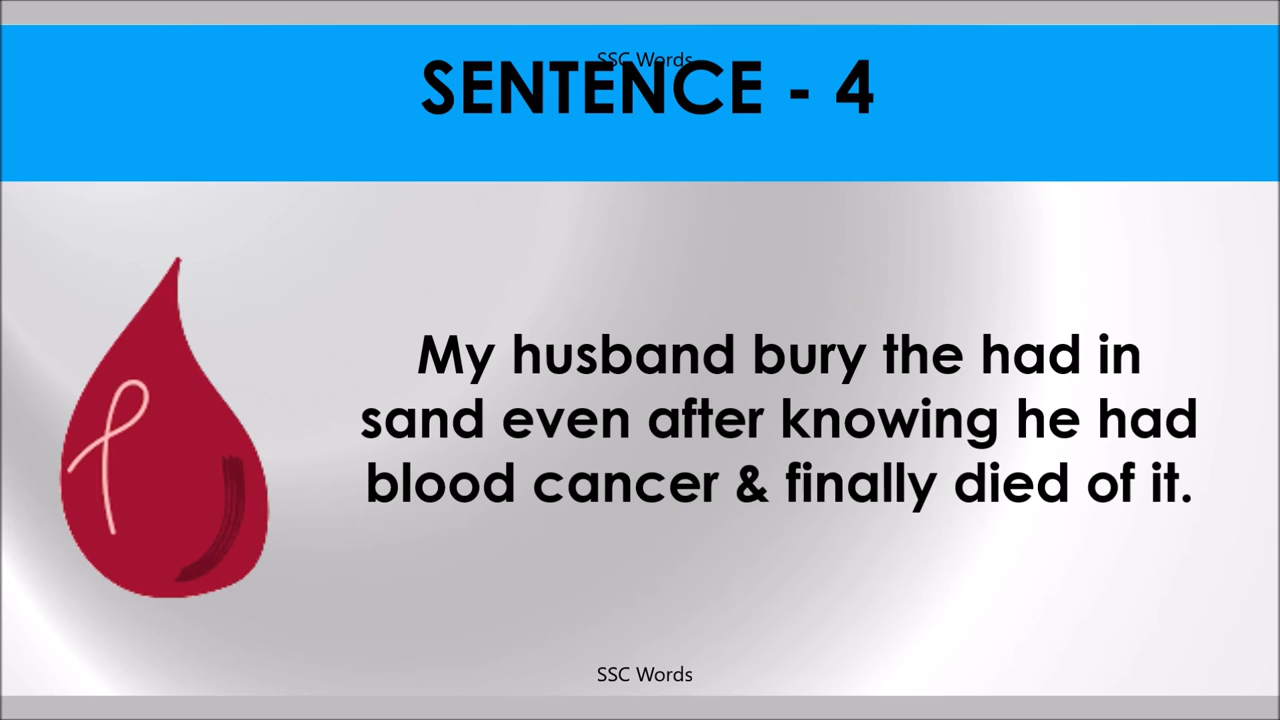 SSC Words
SENTENCE - 4
My husband bury the had in
sand even after knowing he had
blood cancer & finally died of it.
SSC Words